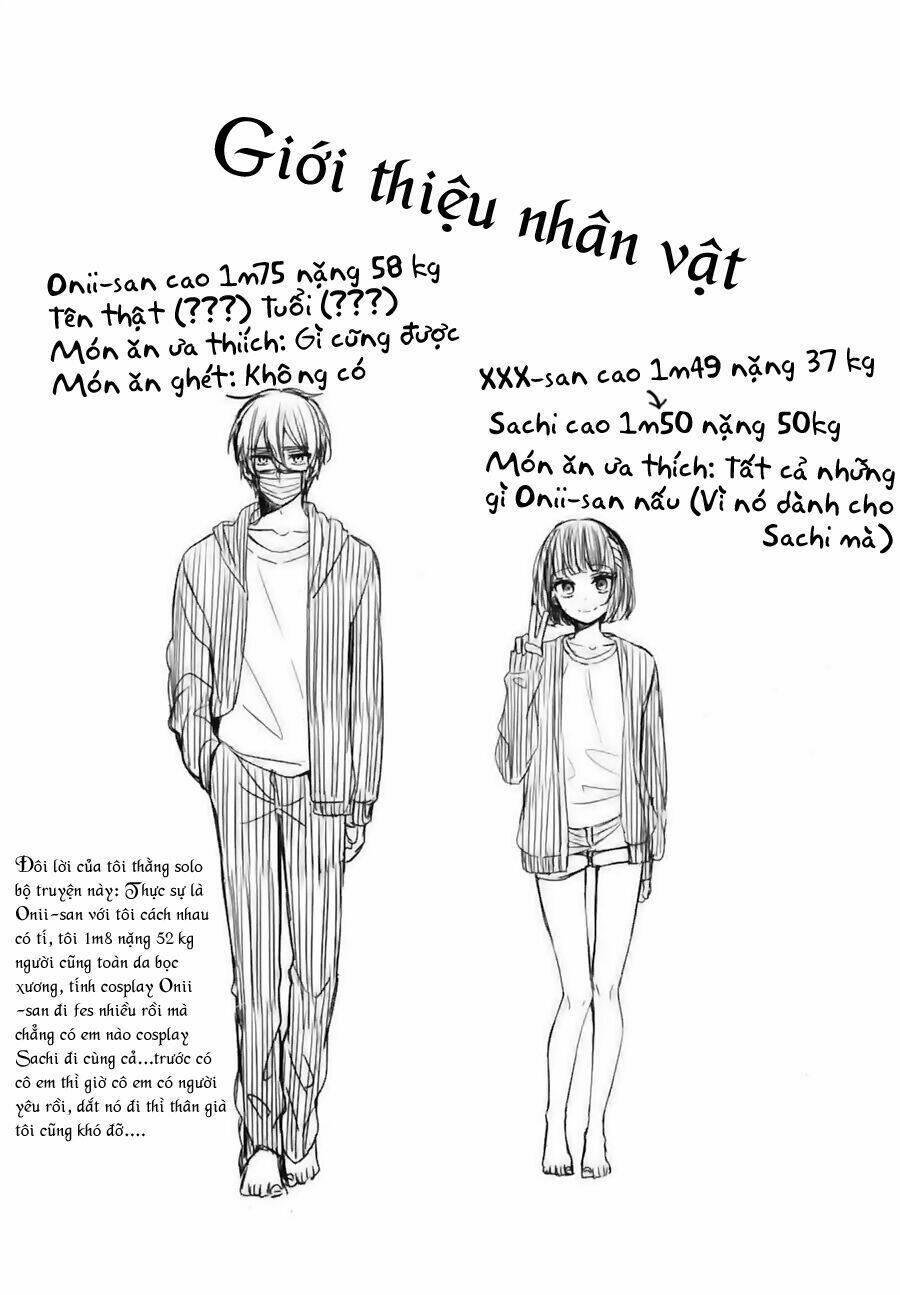 Giới thiệu nhân vật
Onii-san cao 1m75 nặng 58 kg
Tên thật (???) Tuổi (???)
Món ăn ưa thiích: Gì cũng được
Món ăn ghét: Không có
XXX-san cao 1m49 nặng 37 kg
Sachi cao 1m50 nặng 50kg
Món ăn ưa thích: Tất cả những
gì Onii-san nấu (Vì nó dành cho
Sachi mà)
Đôi lời của tôi thằng solo
bộ truyện này: Thực sự là
Onii-san với tôi cách nhau
có tí, tôi 1m8 nặng 52 kg
người cũng toàn da bọc
xương, tính cosplay Onii
-san đi fes nhiều rồi mà
chẳng có em nào cosplay
Sachi đi cùng cả...trước có
cô em thì giờ cô em có người
yêu rồi, dắt nó đi thì thân già
tôi cũng khó đỡ....